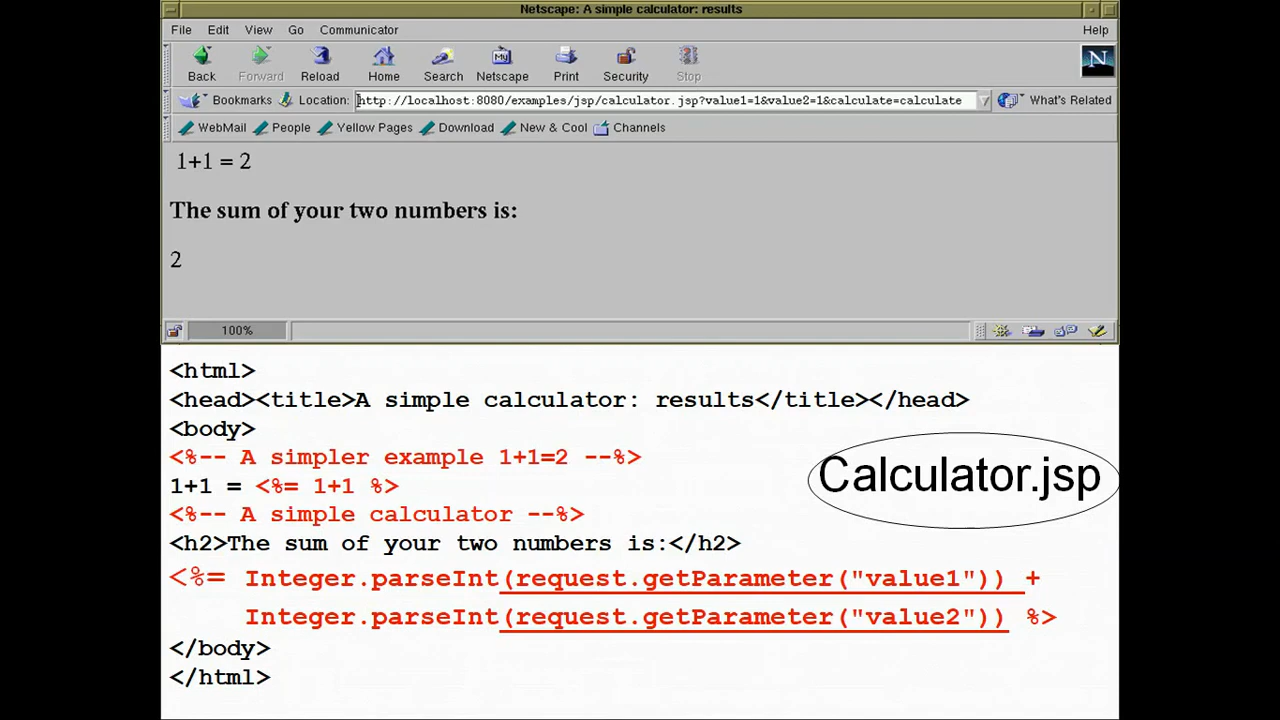 Netscape: A simple calculator: results
File Edit View Go Communicator Help
Back Forward Reload Home Search Netscape Print Security Stop
My
N
Bookmarks Location: http://localhost:8080/examples/jsp/calculator.jsp?value1=1&value2=1&calculate=calculate What's Related
WebMail People Yellow Pages Download New & Cool Channels
1+1 = 2
The sum of your two numbers is:
2
100%
<html>
<head><title>A simple calculator: results</title></head>
<body>
<%-- A simpler example 1+1=2 --%>
1+1 = <%= 1+1 %>
Calculator.jsp
<%-- A simple calculator --%>
<h2>The sum of your two numbers is:</h2>
<%= Integer.parseInt(request.getParameter("value1")) +
Integer.parseInt(request.getParameter("value2")) %>
</body>
</html>